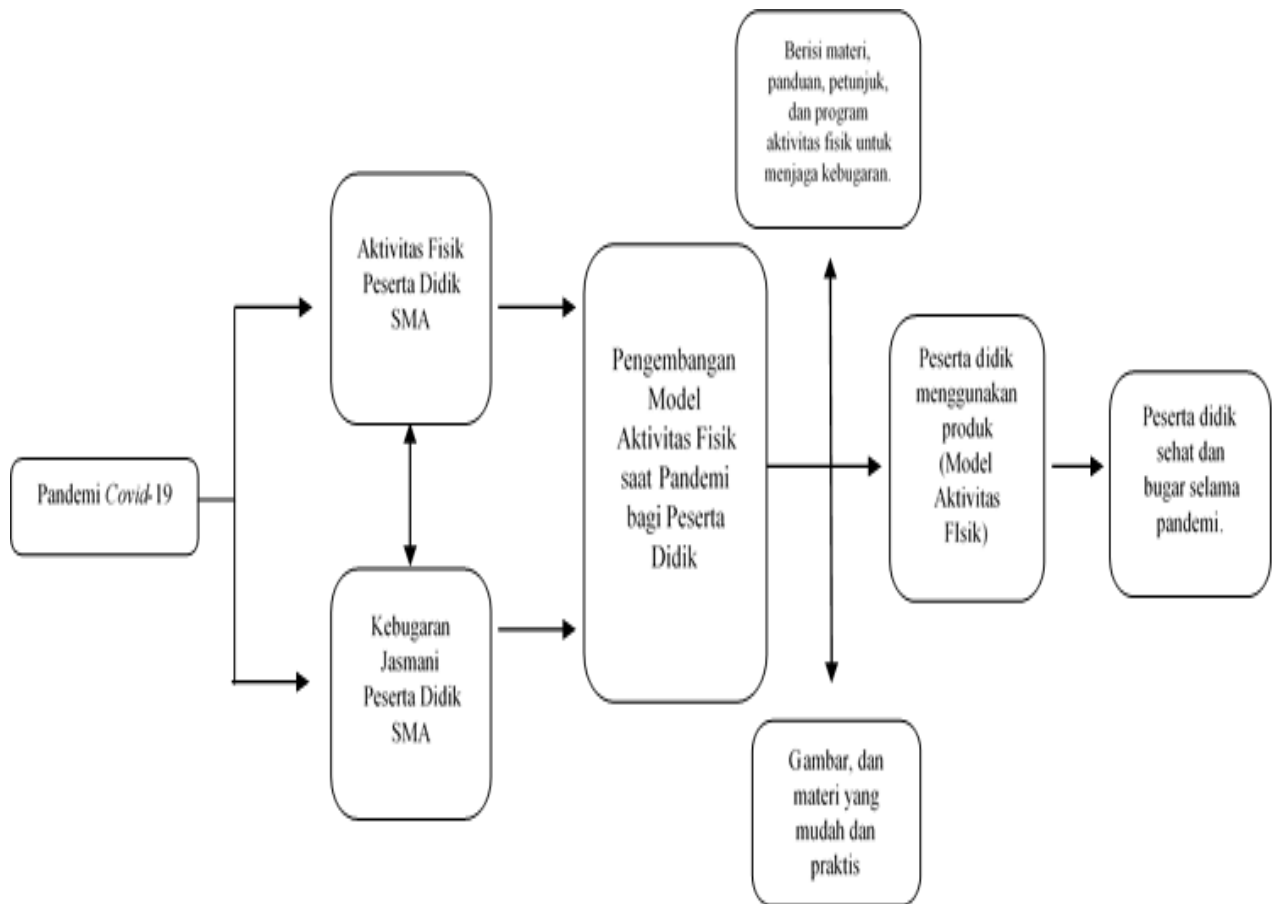 Pandemi Covid-19
Aktivitas Fisik
Peserta Didik
SMA
Kebugaran
Jasmani
Peserta Didik
SMA
Pengembangan
Model
Aktivitas Fisik
saat Pandemi
bagi Peserta
Didik
Berisi materi,
panduan, petunjuk,
dan program
aktivitas fisik untuk
menjaga kebugaran.
Gambar, dan
materi yang
mudah dan
praktis
Peserta didik
menggunakan
produk
(Model
Aktivitas
FIsik)
Peserta didik
sehat dan
bugar selama
pandemi.